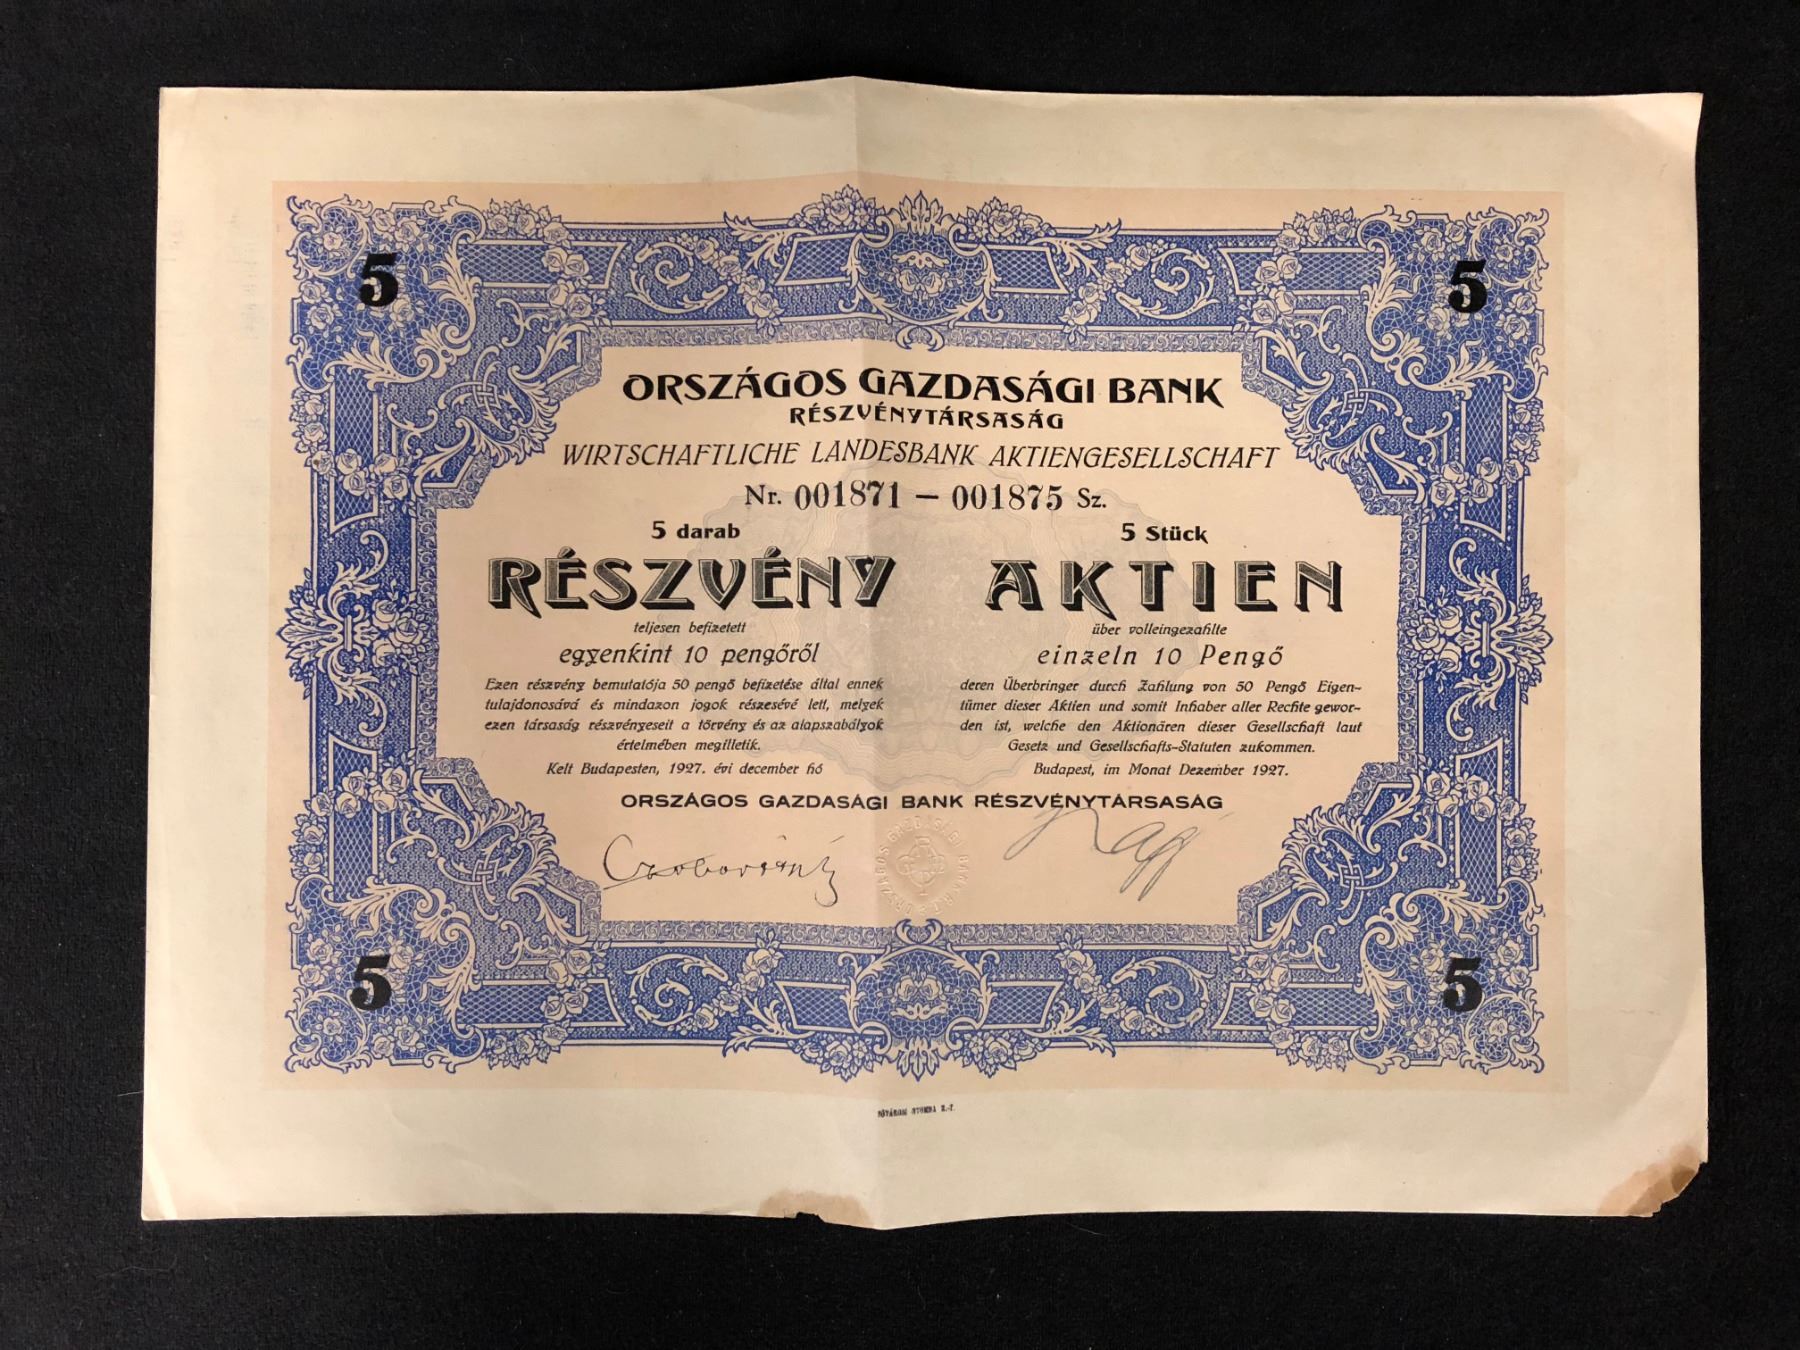 5 5
ORSZÁGOS GAZDASÁGI BANK
RÉSZVÉNYTÁRSASÁG
WIRTSCHAFTLICHE LANDESBANK AKTIENGESELLSCHAFT
Nr. 001871 — 001875 Sz.
5 darab
RÉSZVÉNY
teljesen befizetett
egyenkint 10 pengőről
Ezen részvény bemutatója 50 pengő befizetése által ennek
tulajdonosává és mindazon jogok részesévé lett, melyek
ezen társaság részvényeseit a törvény és az alapszabályok
értelmében megilletik.
Kelt Budapesten, 1927. évi december hó
5 Stück
AKTIEN
über volleingezahlte
einzeln 10 Pengő
deren Überbringer durch Zahlung von 50 Pengő Eigen-
tümer dieser Aktien und somit Inhaber aller Rechte gewor-
den ist, welche den Aktionären dieser Gesellschaft laut
Gesetz und Gesellschafts-Statuten zukommen.
Budapest, im Monat Dezember 1927.
ORSZÁGOS GAZDASÁGI BANK RÉSZVÉNYTÁRSASÁG
Nagy
ORSZÁGOS GAZDASÁGI BANK R.T.
5 5